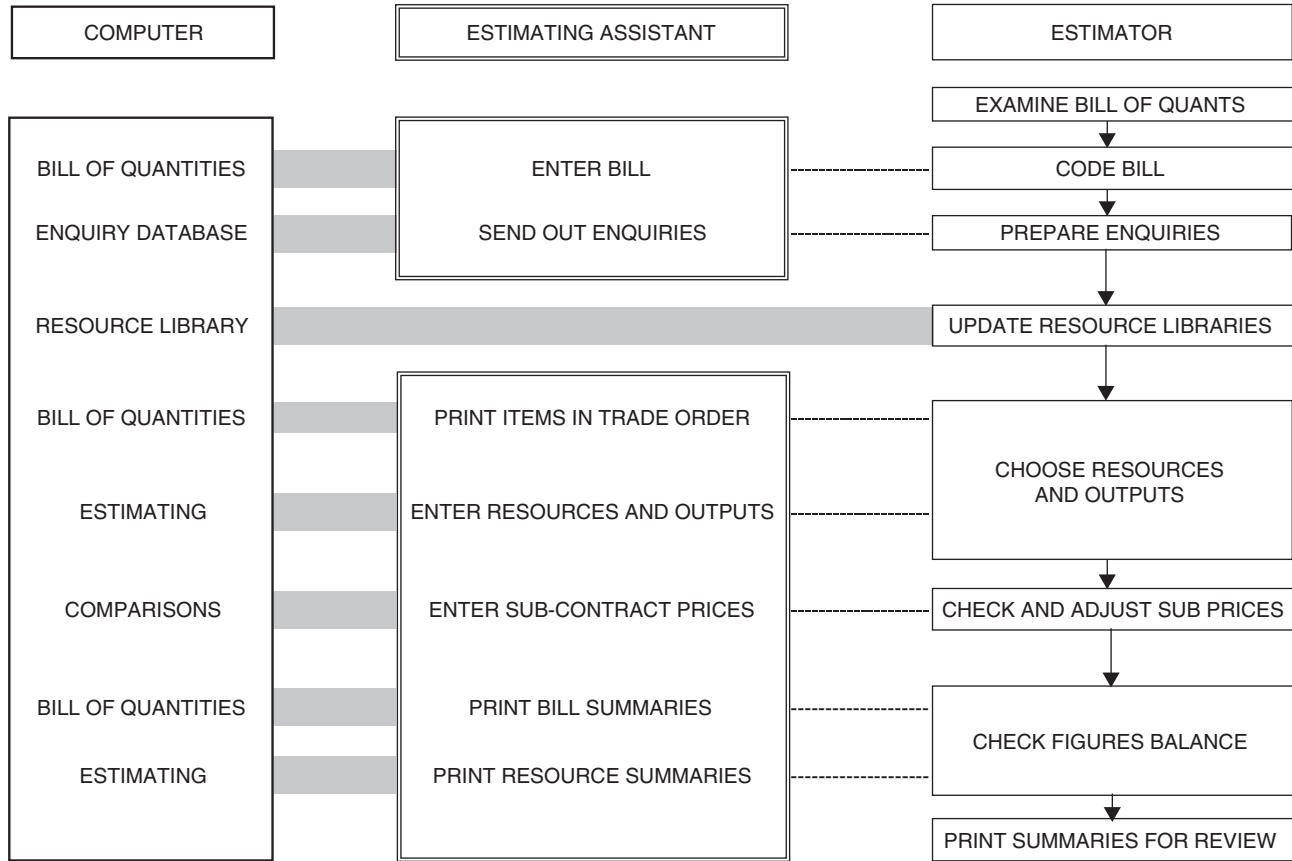 COMPUTER
ESTIMATING ASSISTANT
ESTIMATOR
EXAMINE BILL OF QUANTS
BILL OF QUANTITIES
ENTER BILL
CODE BILL
ENQUIRY DATABASE
SEND OUT ENQUIRIES
PREPARE ENQUIRIES
RESOURCE LIBRARY
UPDATE RESOURCE LIBRARIES
BILL OF QUANTITIES
PRINT ITEMS IN TRADE ORDER
CHOOSE RESOURCES
AND OUTPUTS
ESTIMATING
ENTER RESOURCES AND OUTPUTS
COMPARISONS
ENTER SUB-CONTRACT PRICES
CHECK AND ADJUST SUB PRICES
BILL OF QUANTITIES
PRINT BILL SUMMARIES
CHECK FIGURES BALANCE
ESTIMATING
PRINT RESOURCE SUMMARIES
PRINT SUMMARIES FOR REVIEW